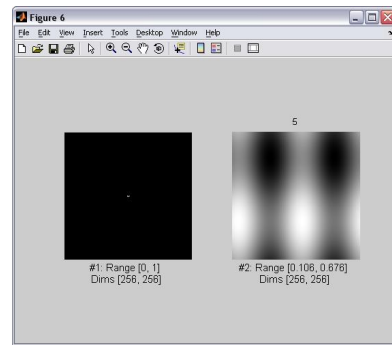 Figure 6
File Edit View Insert Tools Desktop Window Help
5
#1: Range [0, 1]
Dims [256, 256]
#2: Range [0.106, 0.676]
Dims [256, 256]